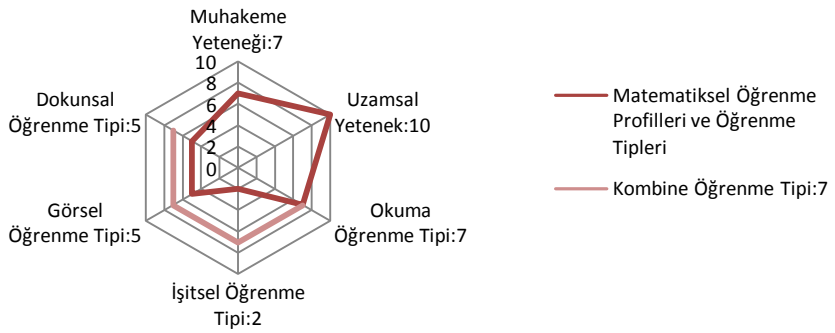 Muhakeme
Yeteneği:7
10
8
6
4
2
0
Uzamsal
Yetenek:10
Okuma
Öğrenme Tipi:7
İşitsel Öğrenme
Tipi:2
Görsel
Öğrenme Tipi:5
Dokunsal
Öğrenme Tipi:5
Matematiksel Öğrenme
Profilleri ve Öğrenme
Tipleri
Kombine Öğrenme Tipi:7